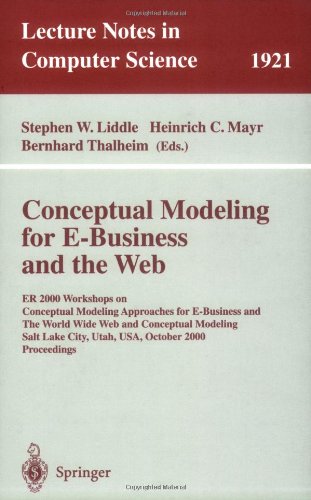 Lecture Notes in
Computer Science 1921
Stephen W. Liddle Heinrich C. Mayr
Bernhard Thalheim (Eds.)
Conceptual Modeling
for E-Business
and the Web
ER 2000 Workshops on
Conceptual Modeling Approaches for E-Business and
The World Wide Web and Conceptual Modeling
Salt Lake City, Utah, USA, October 2000
Proceedings
Springer